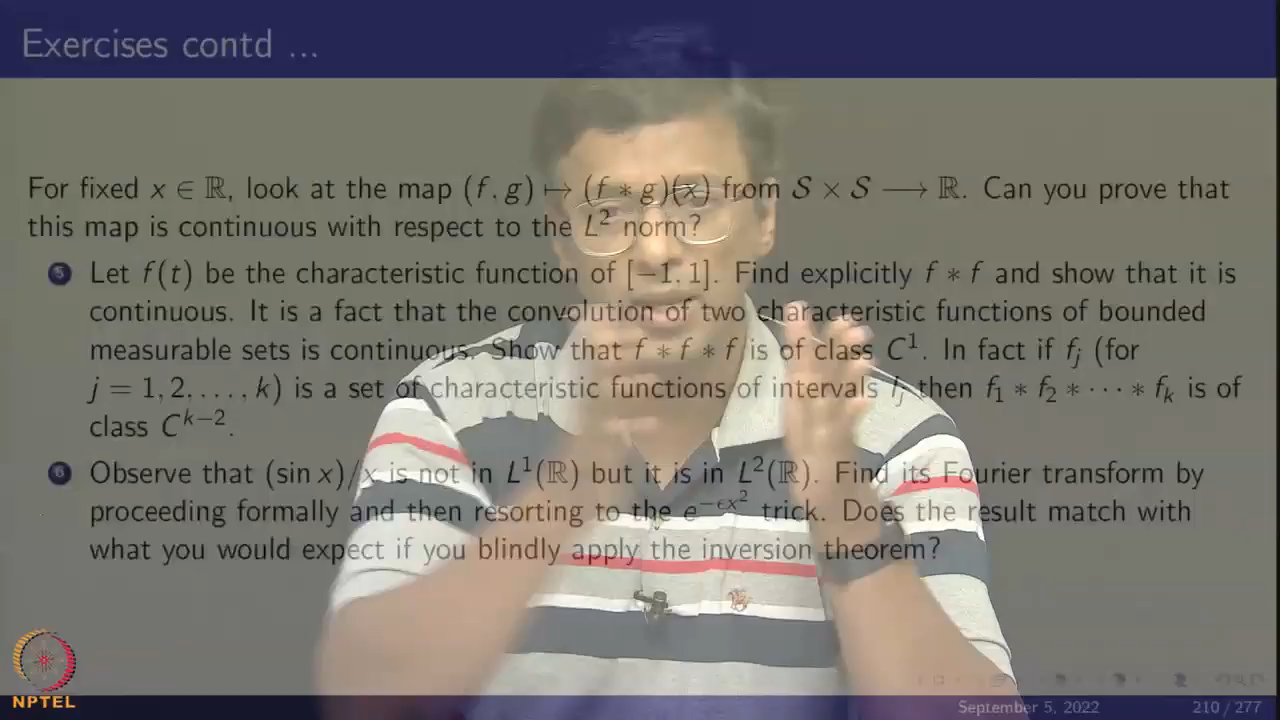 Exercises contd ...
For fixed x ∈ ℝ, look at the map (f, g) ↦ (f ∗ g)(x) from 𝒮 × 𝒮 ⟶ ℝ. Can you prove that
this map is continuous with respect to the L² norm?
5 Let f(t) be the characteristic function of [−1, 1]. Find explicitly f ∗ f and show that it is
continuous. It is a fact that the convolution of two characteristic functions of bounded
measurable sets is continuous. Show that f ∗ f ∗ f is of class C¹. In fact if fⱼ (for
j = 1, 2, . . . , k) is a set of characteristic functions of intervals Iⱼ then f₁ ∗ f₂ ∗ · · · ∗ fₖ is of
class Cᵏ⁻².
6 Observe that (sin x)/x is not in L¹(ℝ) but it is in L²(ℝ). Find its Fourier transform by
proceeding formally and then resorting to the e^{−ϵx²} trick. Does the result match with
what you would expect if you blindly apply the inversion theorem?
NPTEL
September 5, 2022 210 / 277